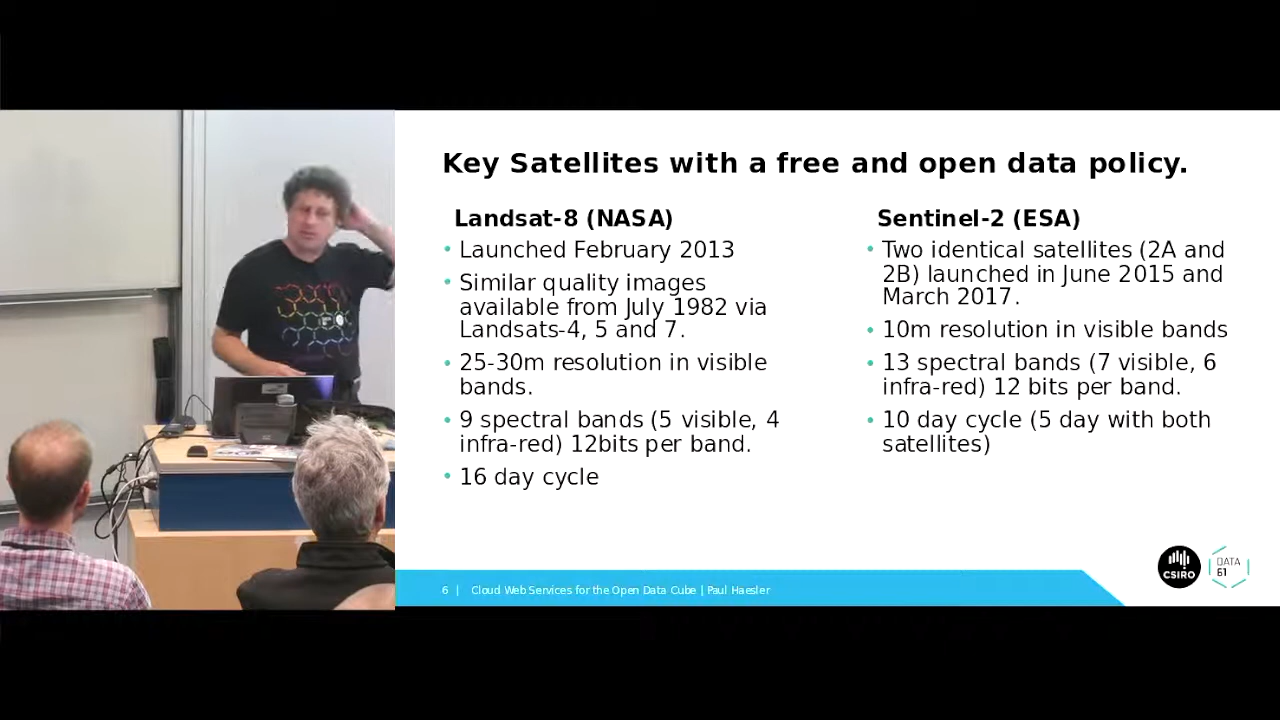 Key Satellites with a free and open data policy.
Landsat-8 (NASA)
• Launched February 2013
• Similar quality images
available from July 1982 via
Landsats-4, 5 and 7.
• 25-30m resolution in visible
bands.
• 9 spectral bands (5 visible, 4
infra-red) 12bits per band.
• 16 day cycle
Sentinel-2 (ESA)
• Two identical satellites (2A and
2B) launched in June 2015 and
March 2017.
• 10m resolution in visible bands
• 13 spectral bands (7 visible, 6
infra-red) 12 bits per band.
• 10 day cycle (5 day with both
satellites)
CSIRO
DATA
61
6 | Cloud Web Services for the Open Data Cube | Paul Haesler